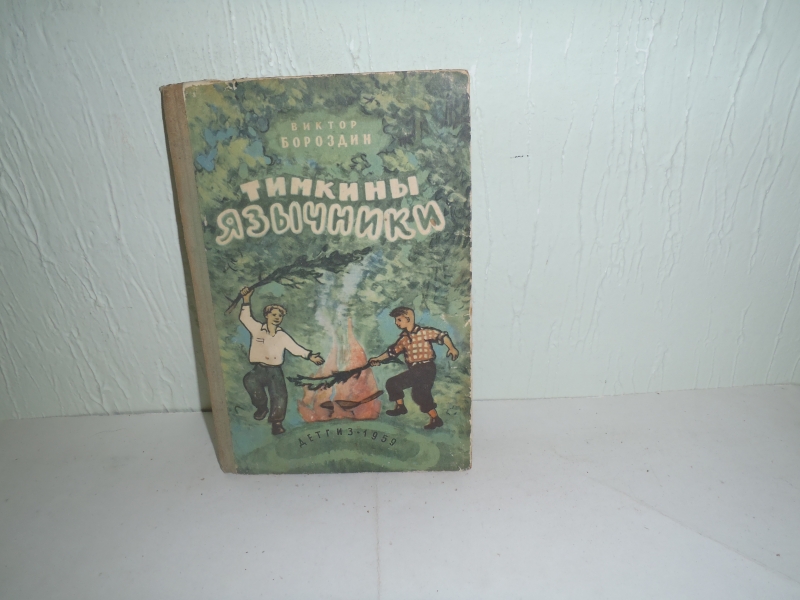 ВИКТОР
БОРОЗДИН
ТИМКИНЫ
ЯЗЫЧНИКИ
ДЕТГИЗ-1959